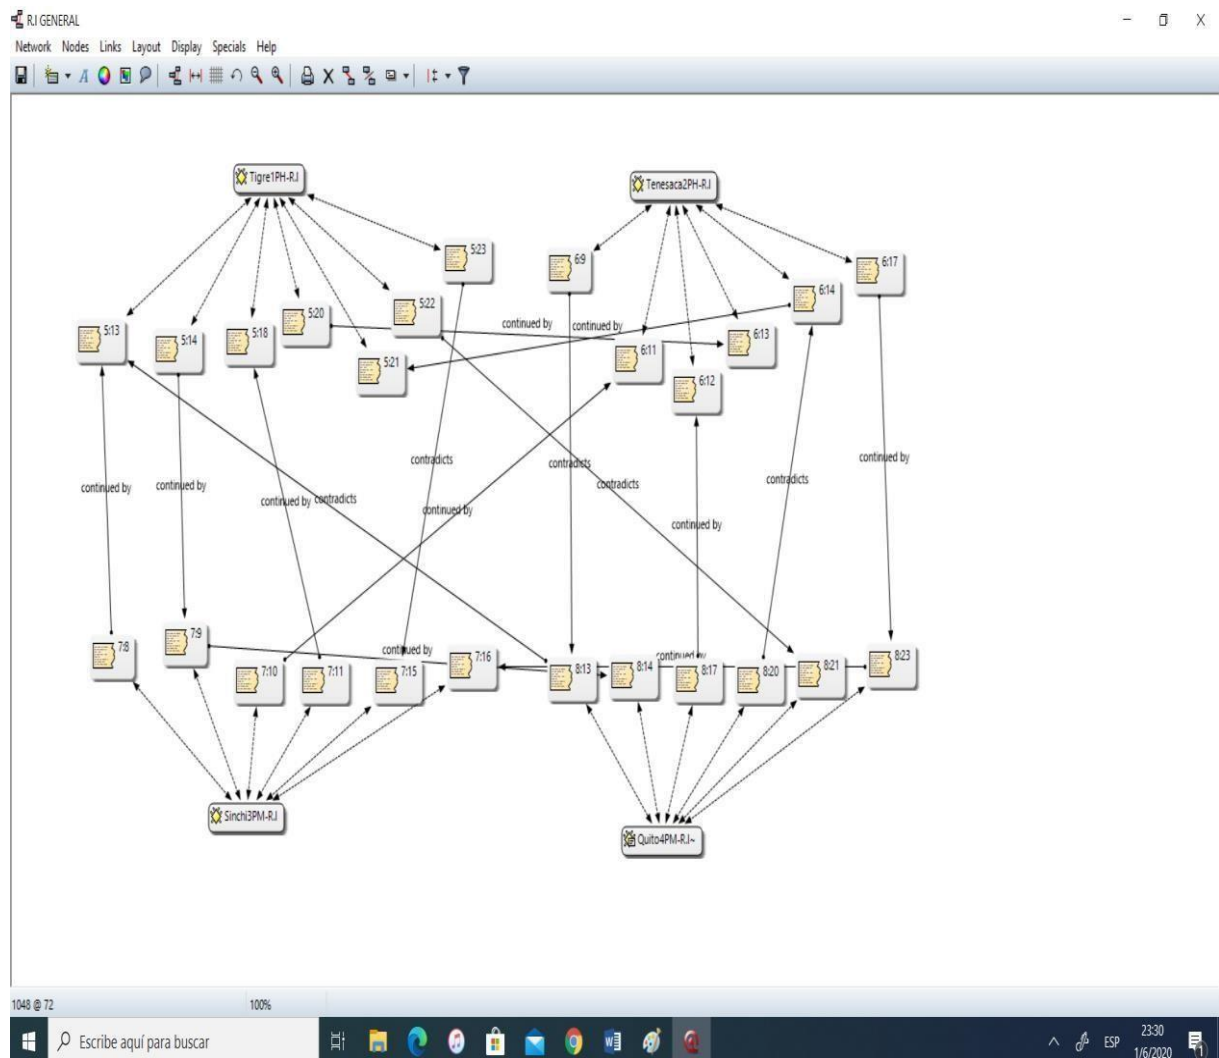 R.I GENERAL
Network Nodes Links Layout Display Specials Help
Tigre1PH-R.I
Tenesaca2PH-R.I
5:23
6:9
6:17
5:22
6:14
5:20
continued by
continued by
5:13
5:14
5:18
6:13
5:21
6:11
6:12
contradicts
contradicts
continued by
continued by
continued by
contradicts
contradicts
continued by
contradicts
continued by
continued by
continued by
7:8
7:9
continued by
7:16
continued by
8:23
7:10
7:11
7:15
8:13
8:14
8:17
8:20
8:21
Sinchi3PM-R.I
Quito4PM-R.I~
1048 @ 72
100%
Escribe aquí para buscar
ESP
23:30
1/6/2020
1